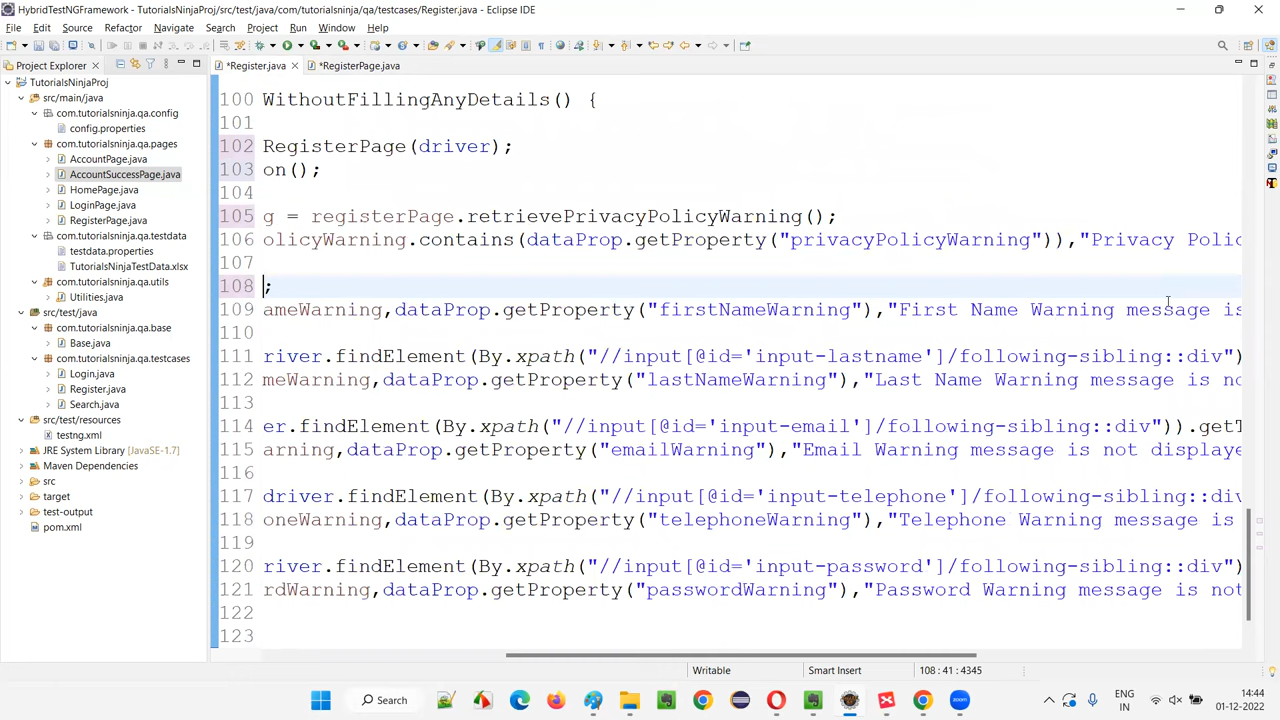 HybridTestNGFramework - TutorialsNinjaProj/src/test/java/com/tutorialsninja/qa/testcases/Register.java - Eclipse IDE
File Edit Source Refactor Navigate Search Project Run Window Help
Project Explorer
*Register.java
*RegisterPage.java
TutorialsNinjaProj
src/main/java
com.tutorialsninja.qa.config
config.properties
com.tutorialsninja.qa.pages
AccountPage.java
AccountSuccessPage.java
HomePage.java
LoginPage.java
RegisterPage.java
com.tutorialsninja.qa.testdata
testdata.properties
TutorialsNinjaTestData.xlsx
com.tutorialsninja.qa.utils
Utilities.java
src/test/java
com.tutorialsninja.qa.base
Base.java
com.tutorialsninja.qa.testcases
Login.java
Register.java
Search.java
src/test/resources
testng.xml
JRE System Library [JavaSE-1.7]
Maven Dependencies
src
target
test-output
pom.xml
100 WithoutFillingAnyDetails() {
101
102 RegisterPage(driver);
103 on();
104
105 g = registerPage.retrievePrivacyPolicyWarning();
106 olicyWarning.contains(dataProp.getProperty("privacyPolicyWarning")),"Privacy Polic
107
108 ;
109 ameWarning,dataProp.getProperty("firstNameWarning"),"First Name Warning message is
110
111 river.findElement(By.xpath("//input[@id='input-lastname']/following-sibling::div")
112 meWarning,dataProp.getProperty("lastNameWarning"),"Last Name Warning message is no
113
114 er.findElement(By.xpath("//input[@id='input-email']/following-sibling::div")).getT
115 arning,dataProp.getProperty("emailWarning"),"Email Warning message is not displaye
116
117 driver.findElement(By.xpath("//input[@id='input-telephone']/following-sibling::div
118 oneWarning,dataProp.getProperty("telephoneWarning"),"Telephone Warning message is
119
120 river.findElement(By.xpath("//input[@id='input-password']/following-sibling::div")
121 rdWarning,dataProp.getProperty("passwordWarning"),"Password Warning message is not
122
123
Writable Smart Insert 108 : 41 : 4345
Search
ENG
IN
14:44
01-12-2022